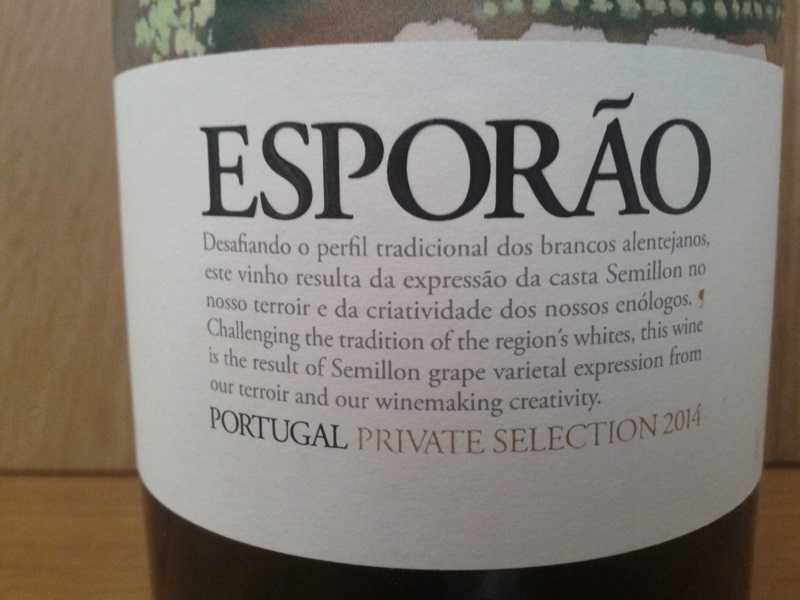 ESPORÃO
Desafiando o perfil tradicional dos brancos alentejanos,
este vinho resulta da expressão da casta Semillon no
nosso terroir e da criatividade dos nossos enólogos. ¶
Challenging the tradition of the region´s whites, this wine
is the result of Semillon grape varietal expression from
our terroir and our winemaking creativity.
PORTUGAL PRIVATE SELECTION 2014